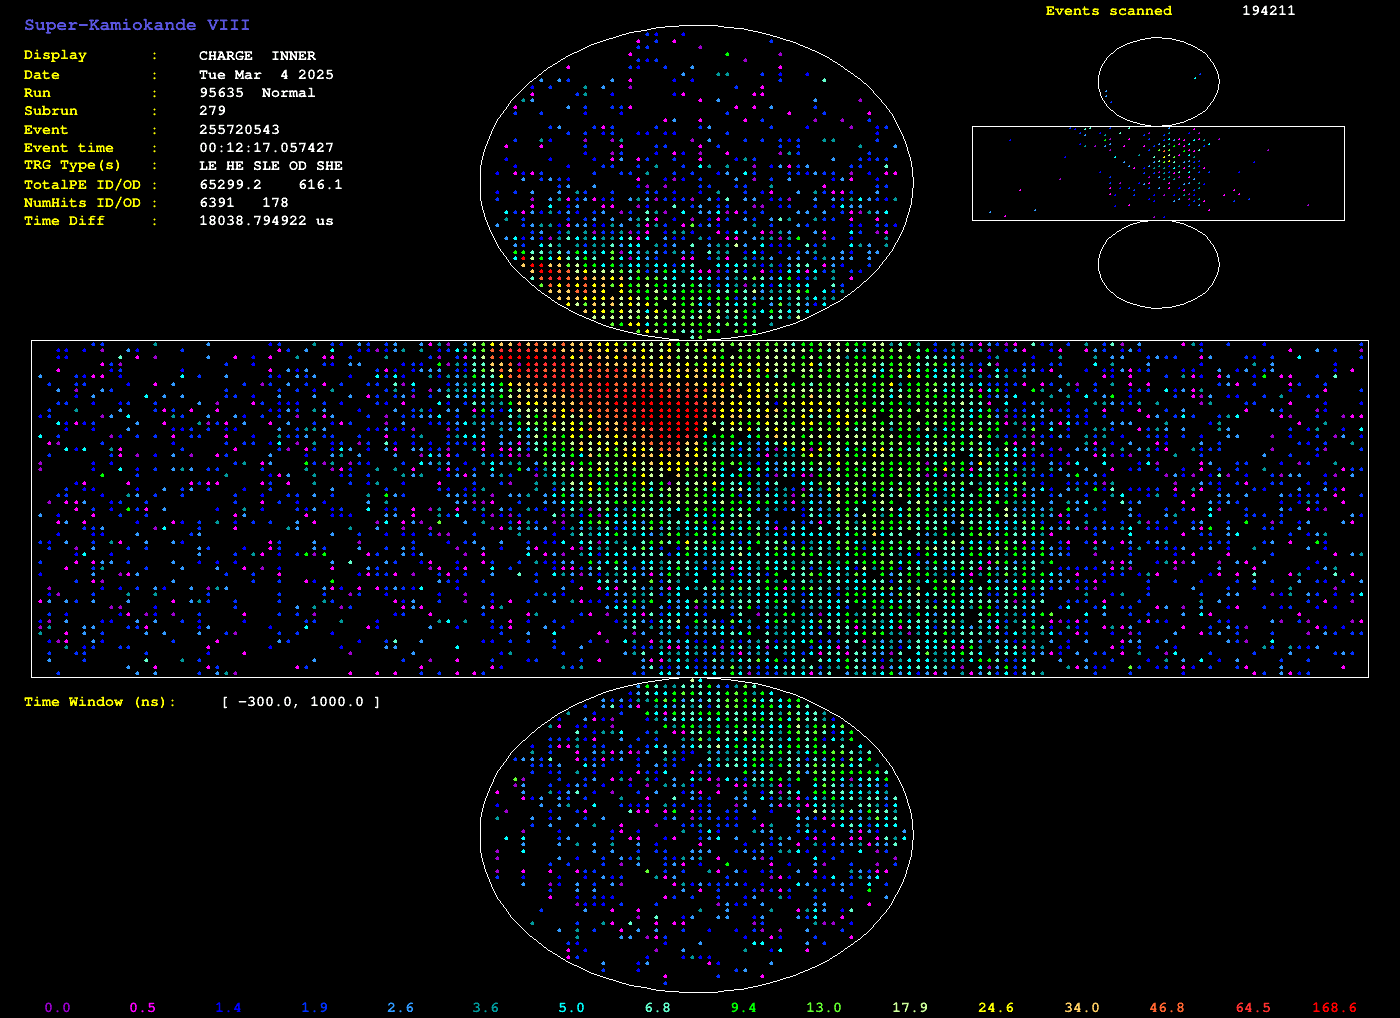 Super-Kamiokande VIII
Display : CHARGE INNER
Date : Tue Mar 4 2025
Run : 95635 Normal
Subrun : 279
Event : 255720543
Event time : 00:12:17.057427
TRG Type(s) : LE HE SLE OD SHE
TotalPE ID/OD : 65299.2 616.1
NumHits ID/OD : 6391 178
Time Diff : 18038.794922 us
Events scanned 194211
Time Window (ns): [ -300.0, 1000.0 ]
0.0 0.5 1.4 1.9 2.6 3.6 5.0 6.8 9.4 13.0 17.9 24.6 34.0 46.8 64.5 168.6